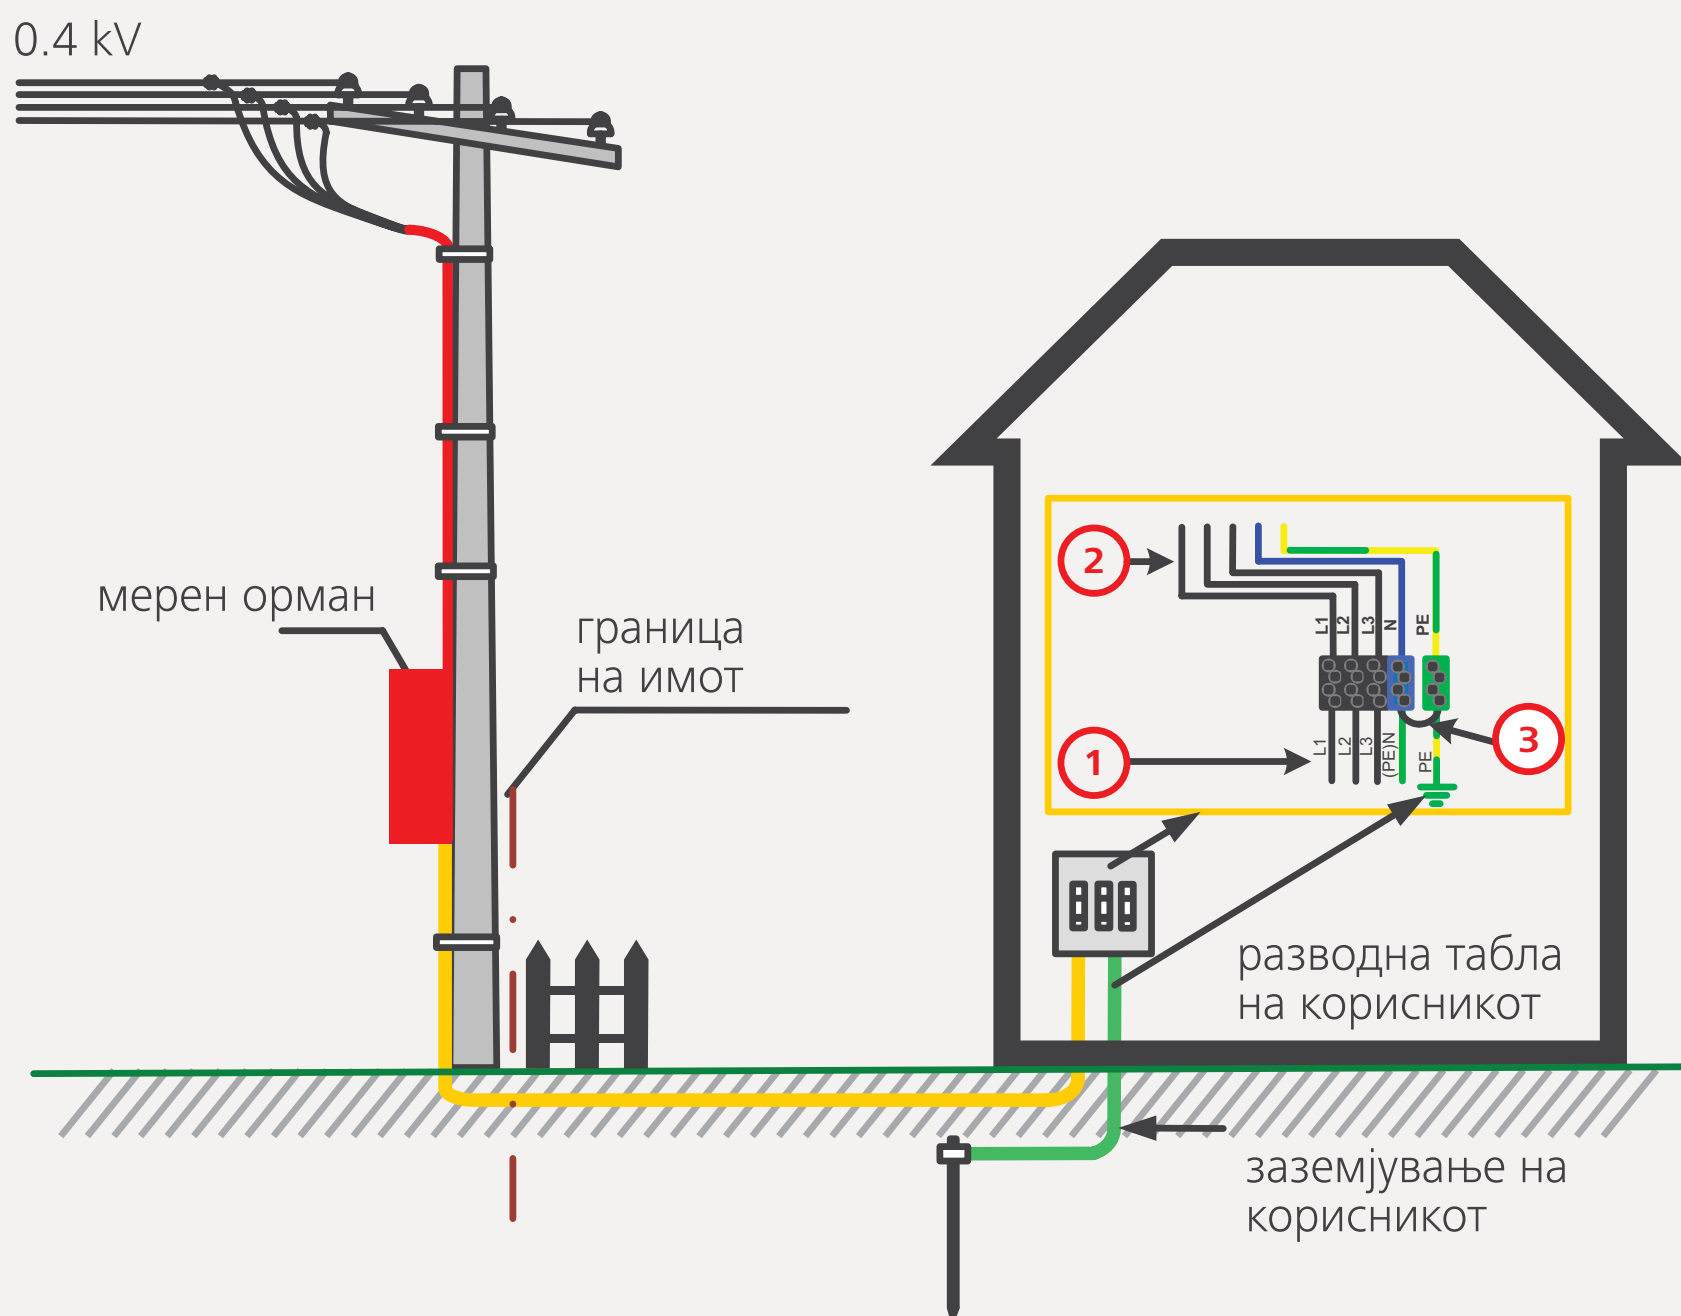 0.4 kV
мерен орман
граница
на имот
2
L1 L2 L3 N PE
1
L1 L2 L3 (PE)N PE
3
разводна табла
на корисникот
заземјување на
корисникот